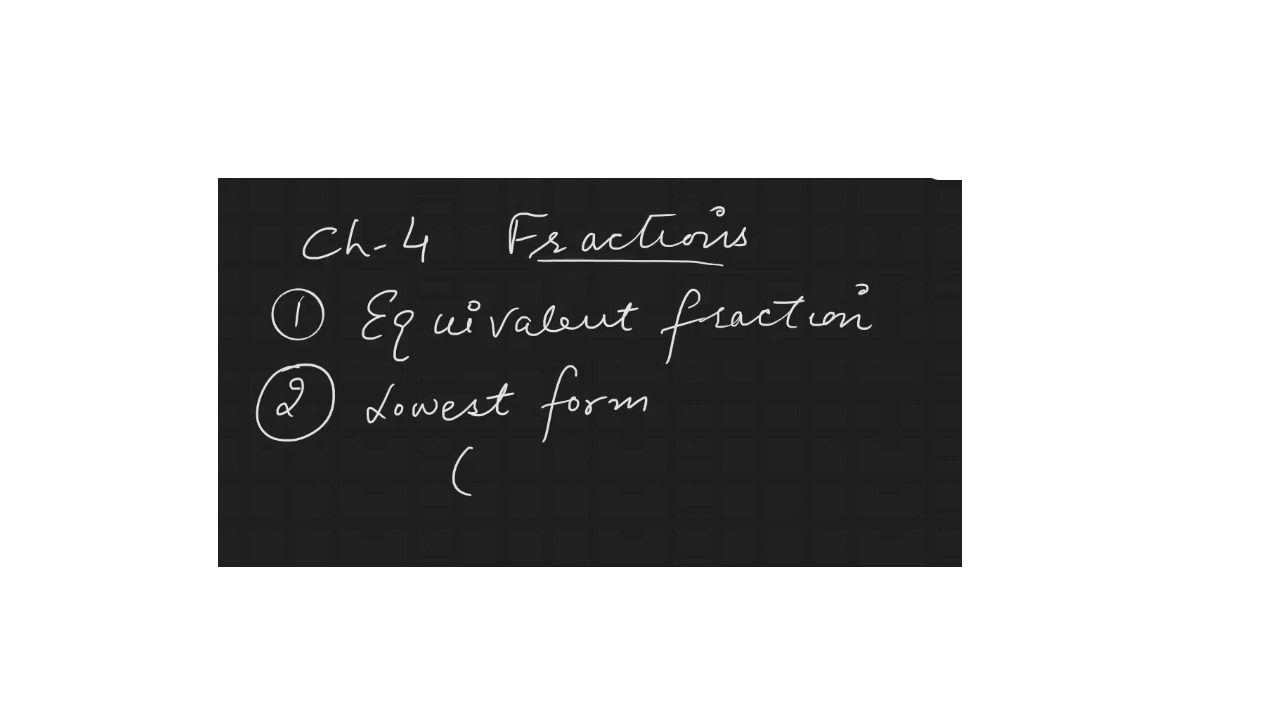 Ch-4 Fractions
① Equivalent fraction
② Lowest form
(